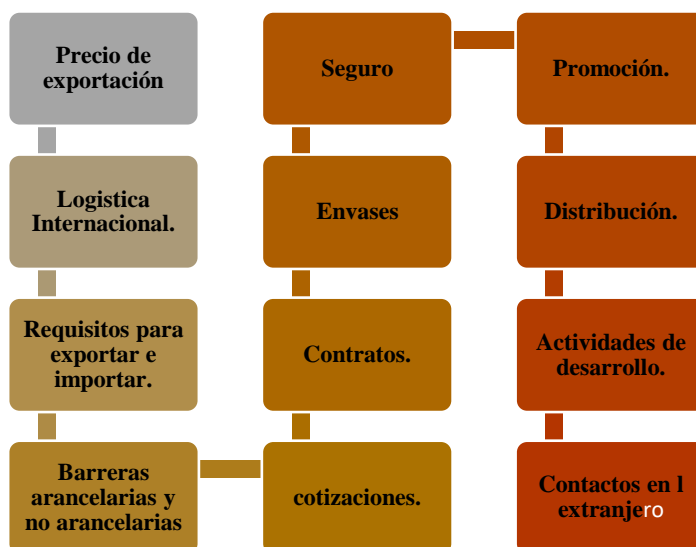 Precio de
exportación
Logistica
Internacional.
Requisitos para
exportar e
importar.
Barreras
arancelarias y
no arancelarias
cotizaciones.
Contratos.
Envases
Seguro
Promoción.
Distribución.
Actividades de
desarrollo.
Contactos en l
extranjero